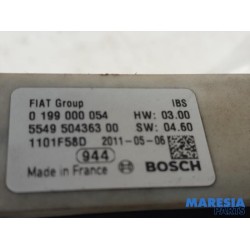 FIAT Group IBS
0 199 000 054 HW: 03.00
5549 504363 00 SW: 04.60
1101F58D 2011-05-06
944
Made in France BOSCH
MARESIA
PARTS